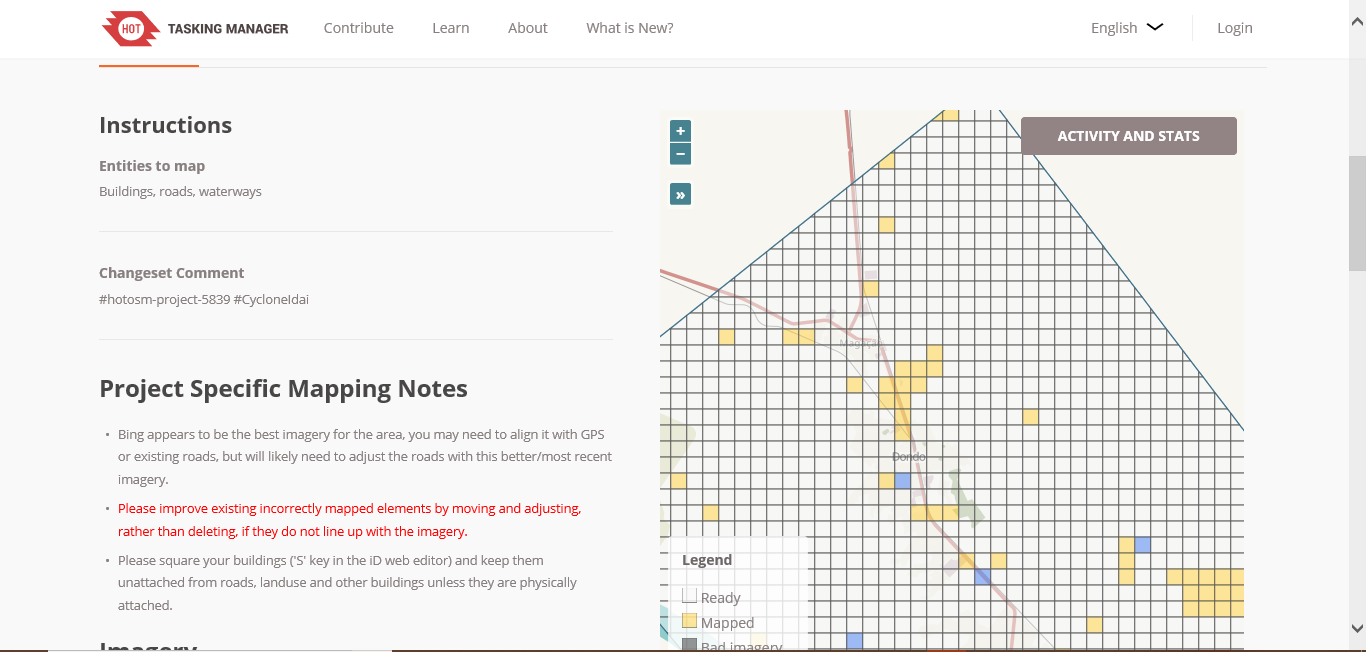 HOT TASKING MANAGER Contribute Learn About What is New? English Login
Instructions
Entities to map
Buildings, roads, waterways
Changeset Comment
#hotosm-project-5839 #CycloneIdai
Project Specific Mapping Notes
• Bing appears to be the best imagery for the area, you may need to align it with GPS
or existing roads, but will likely need to adjust the roads with this better/most recent
imagery.
• Please improve existing incorrectly mapped elements by moving and adjusting,
rather than deleting, if they do not line up with the imagery.
• Please square your buildings ('S' key in the iD web editor) and keep them
unattached from roads, landuse and other buildings unless they are physically
attached.
Imagery
+
−
»
ACTIVITY AND STATS
Dondo
Legend
Ready
Mapped
Bad imagery